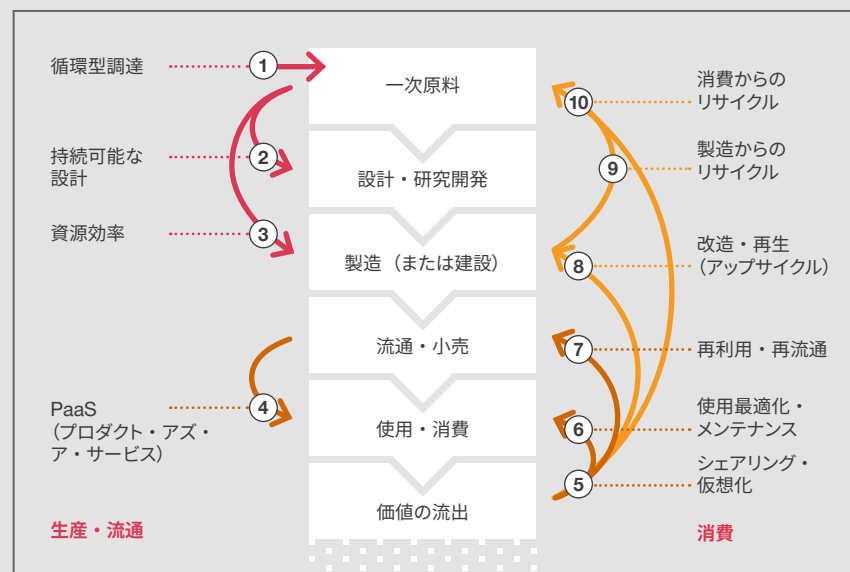 循環型調達
1
持続可能な
設計
2
資源効率
3
PaaS
（プロダクト・アズ・
ア・サービス）
4
生産・流通
一次原料
設計・研究開発
製造（または建設）
流通・小売
使用・消費
価値の流出
10
消費からの
リサイクル
9
製造からの
リサイクル
8
改造・再生
（アップサイクル）
7
再利用・再流通
6
使用最適化・
メンテナンス
5
シェアリング・
仮想化
消費